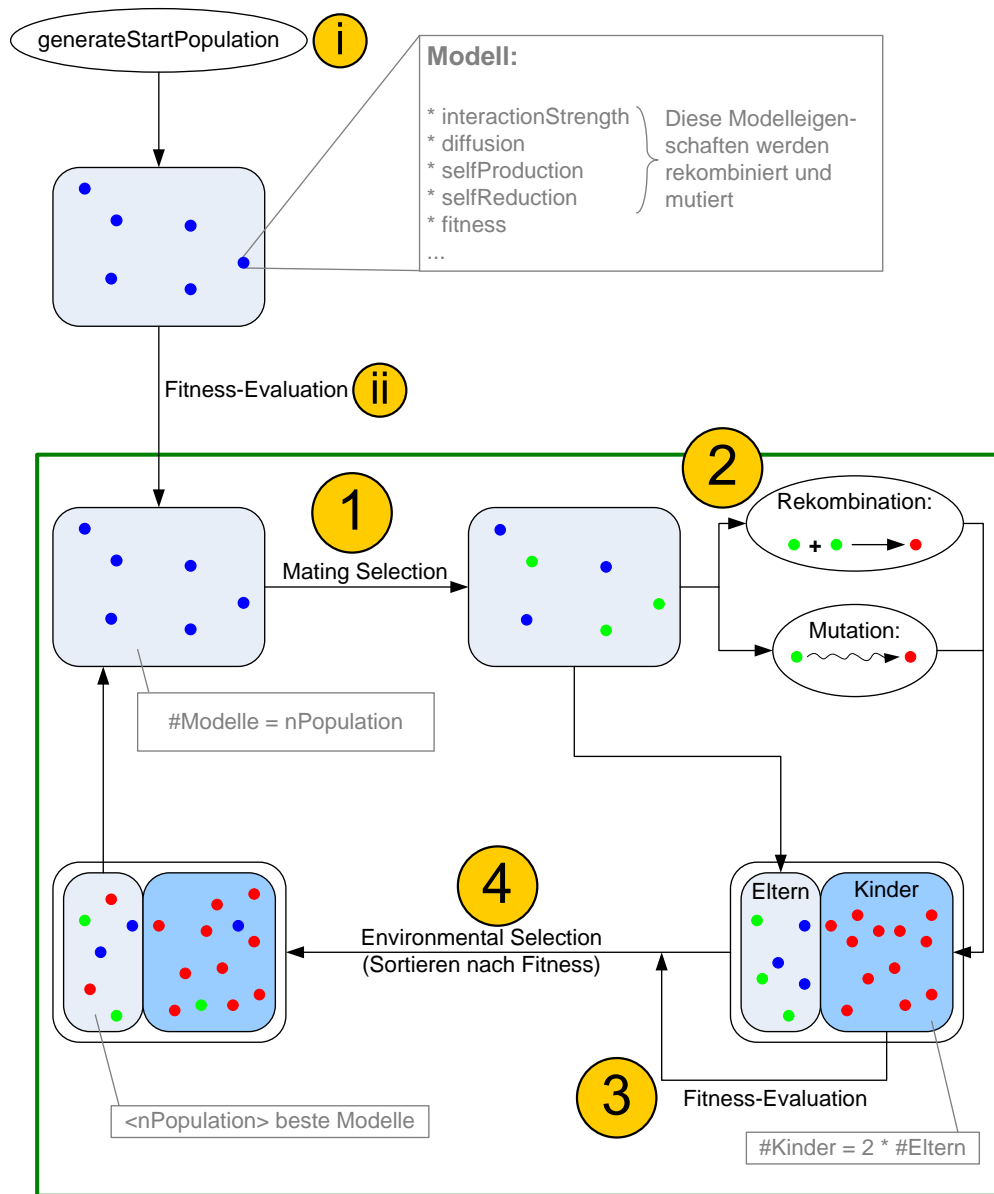 generateStartPopulation
i
Modell:
* interactionStrength
* diffusion
* selfProduction
* selfReduction
* fitness
...
Diese Modelleigen-
schaften werden
rekombiniert und
mutiert
Fitness-Evaluation
ii
1
Mating Selection
2
Rekombination:
+
Mutation:
#Modelle = nPopulation
4
Environmental Selection
(Sortieren nach Fitness)
Eltern
Kinder
3
Fitness-Evaluation
<nPopulation> beste Modelle
#Kinder = 2 * #Eltern